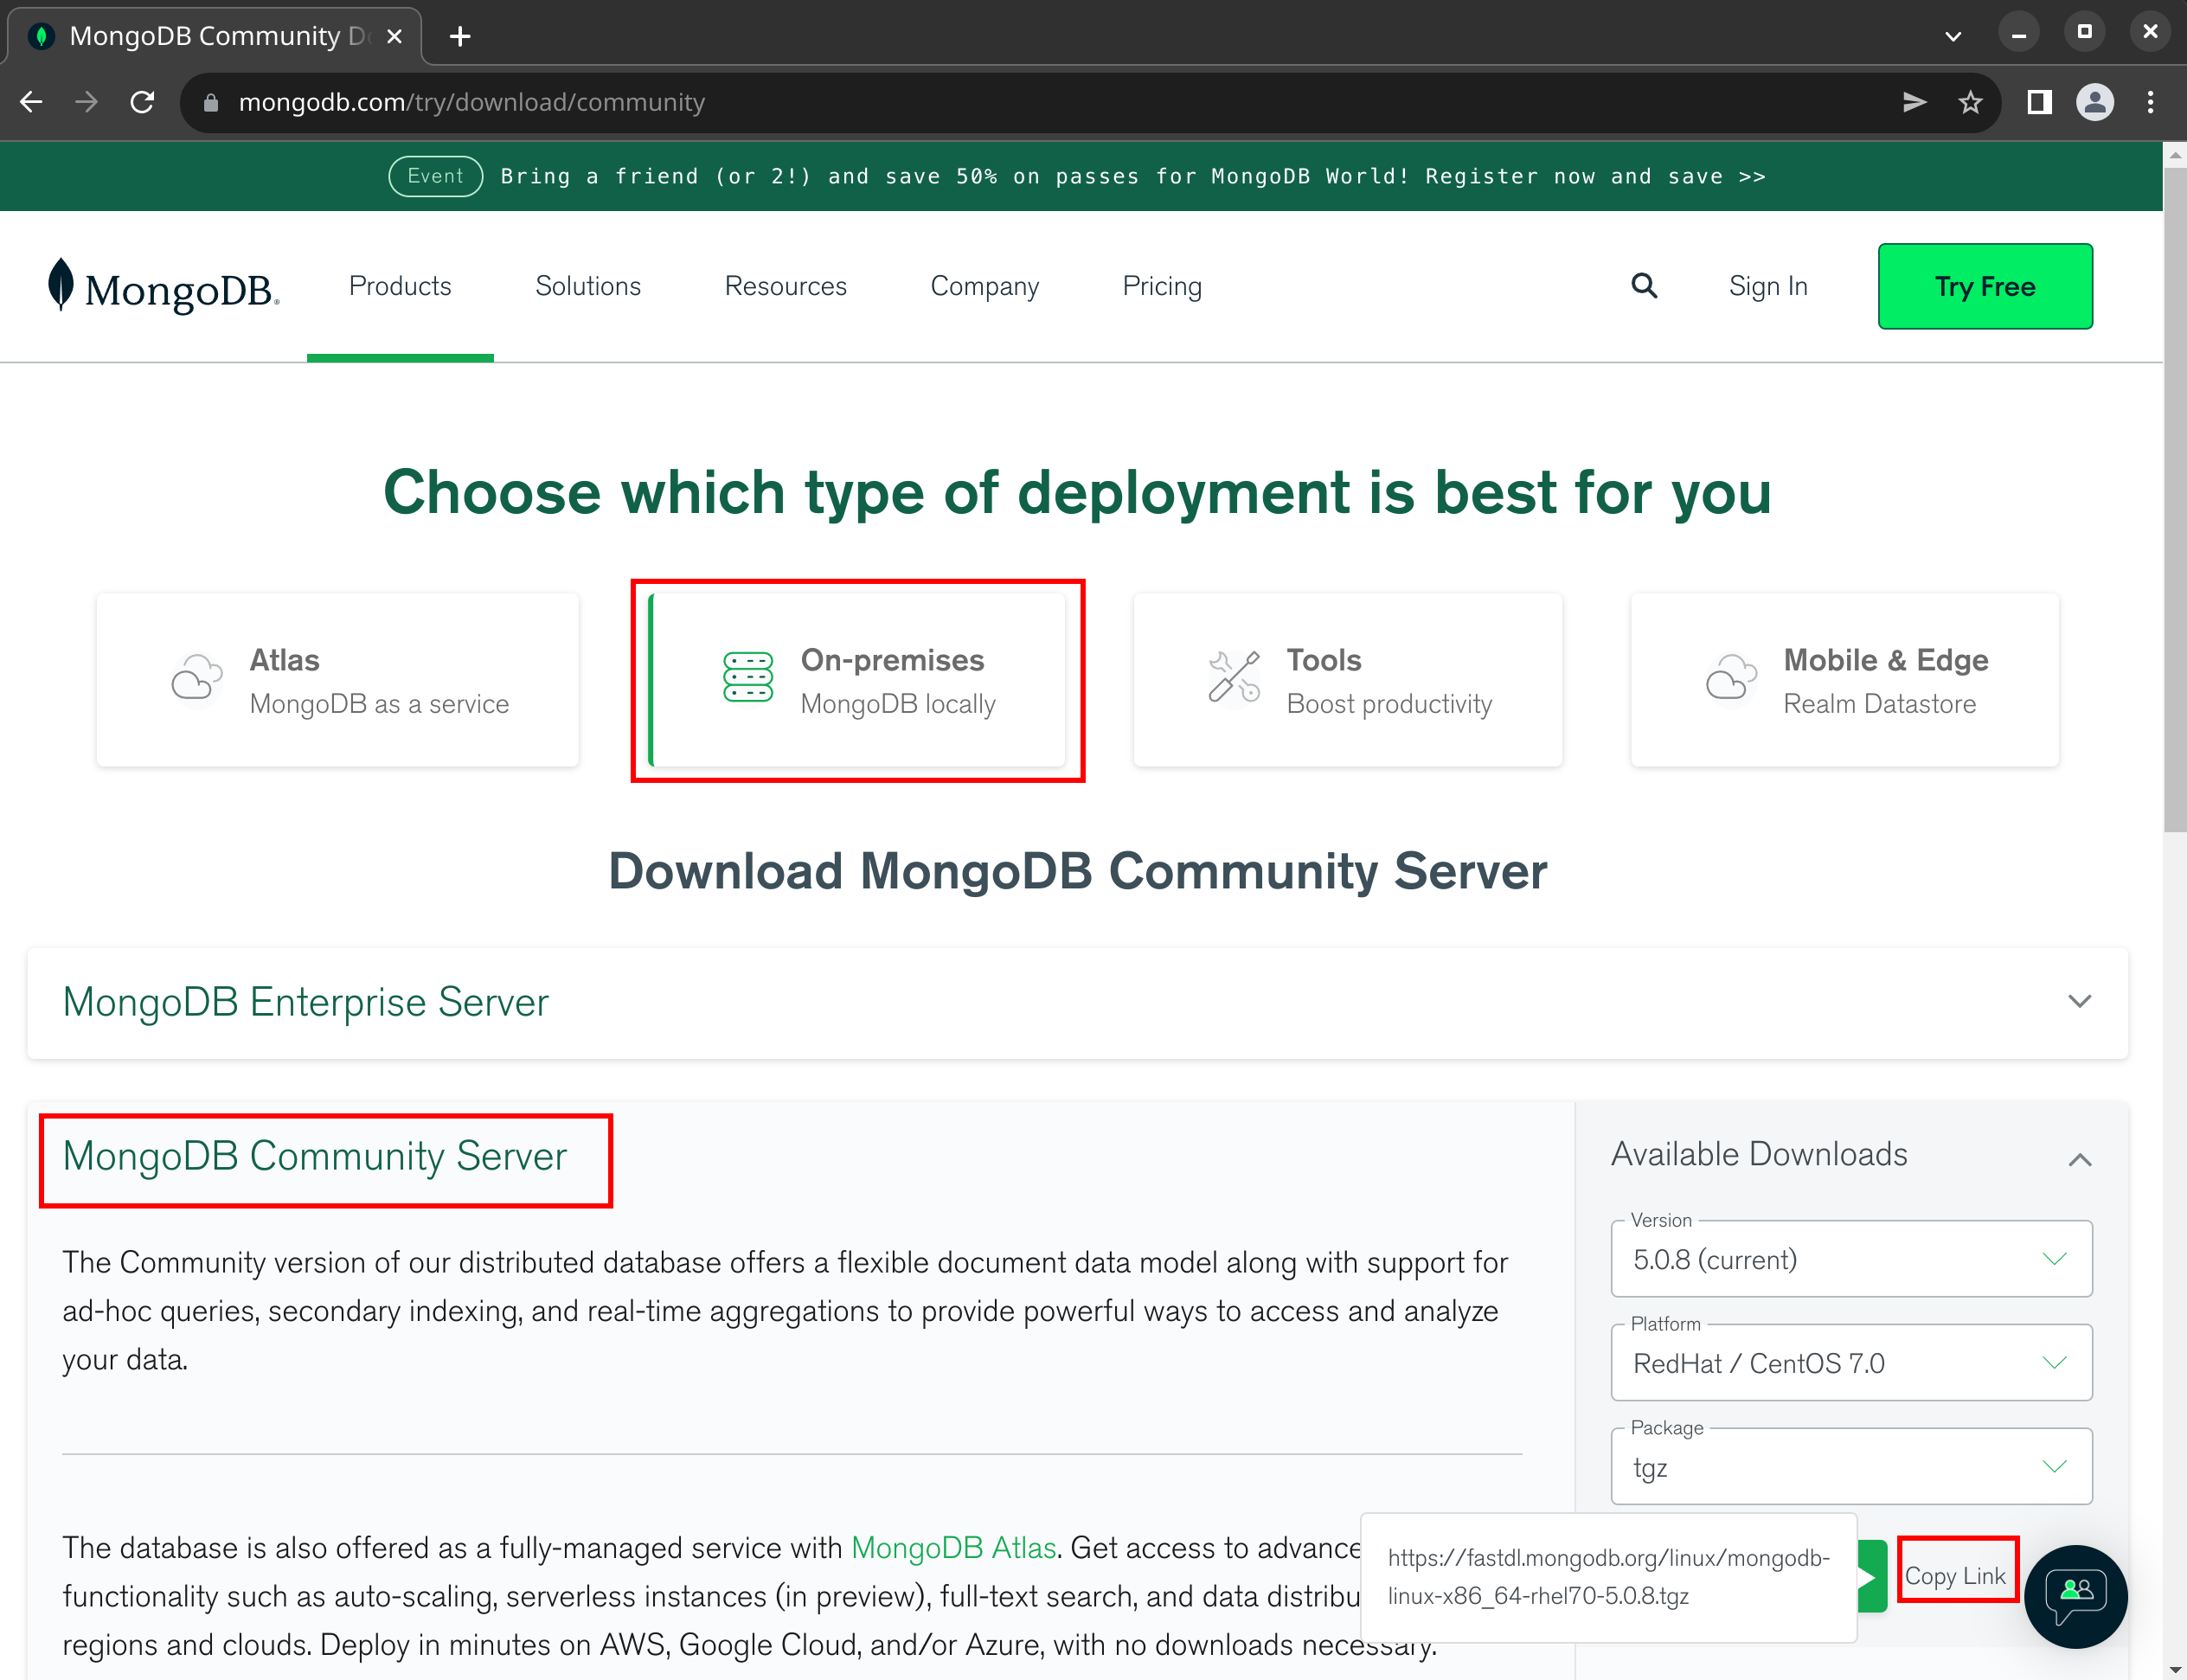 MongoDB Community D
mongodb.com/try/download/community
Event Bring a friend (or 2!) and save 50% on passes for MongoDB World! Register now and save >>
MongoDB. Products Solutions Resources Company Pricing Sign In Try Free
Choose which type of deployment is best for you
Atlas
MongoDB as a service
On-premises
MongoDB locally
Tools
Boost productivity
Mobile & Edge
Realm Datastore
Download MongoDB Community Server
MongoDB Enterprise Server
MongoDB Community Server
The Community version of our distributed database offers a flexible document data model along with support for
ad-hoc queries, secondary indexing, and real-time aggregations to provide powerful ways to access and analyze
your data.
The database is also offered as a fully-managed service with MongoDB Atlas. Get access to advance
functionality such as auto-scaling, serverless instances (in preview), full-text search, and data distribu
regions and clouds. Deploy in minutes on AWS, Google Cloud, and/or Azure, with no downloads necessary.
Available Downloads
Version
5.0.8 (current)
Platform
RedHat / CentOS 7.0
Package
tgz
https://fastdl.mongodb.org/linux/mongodb-
linux-x86_64-rhel70-5.0.8.tgz
Copy Link